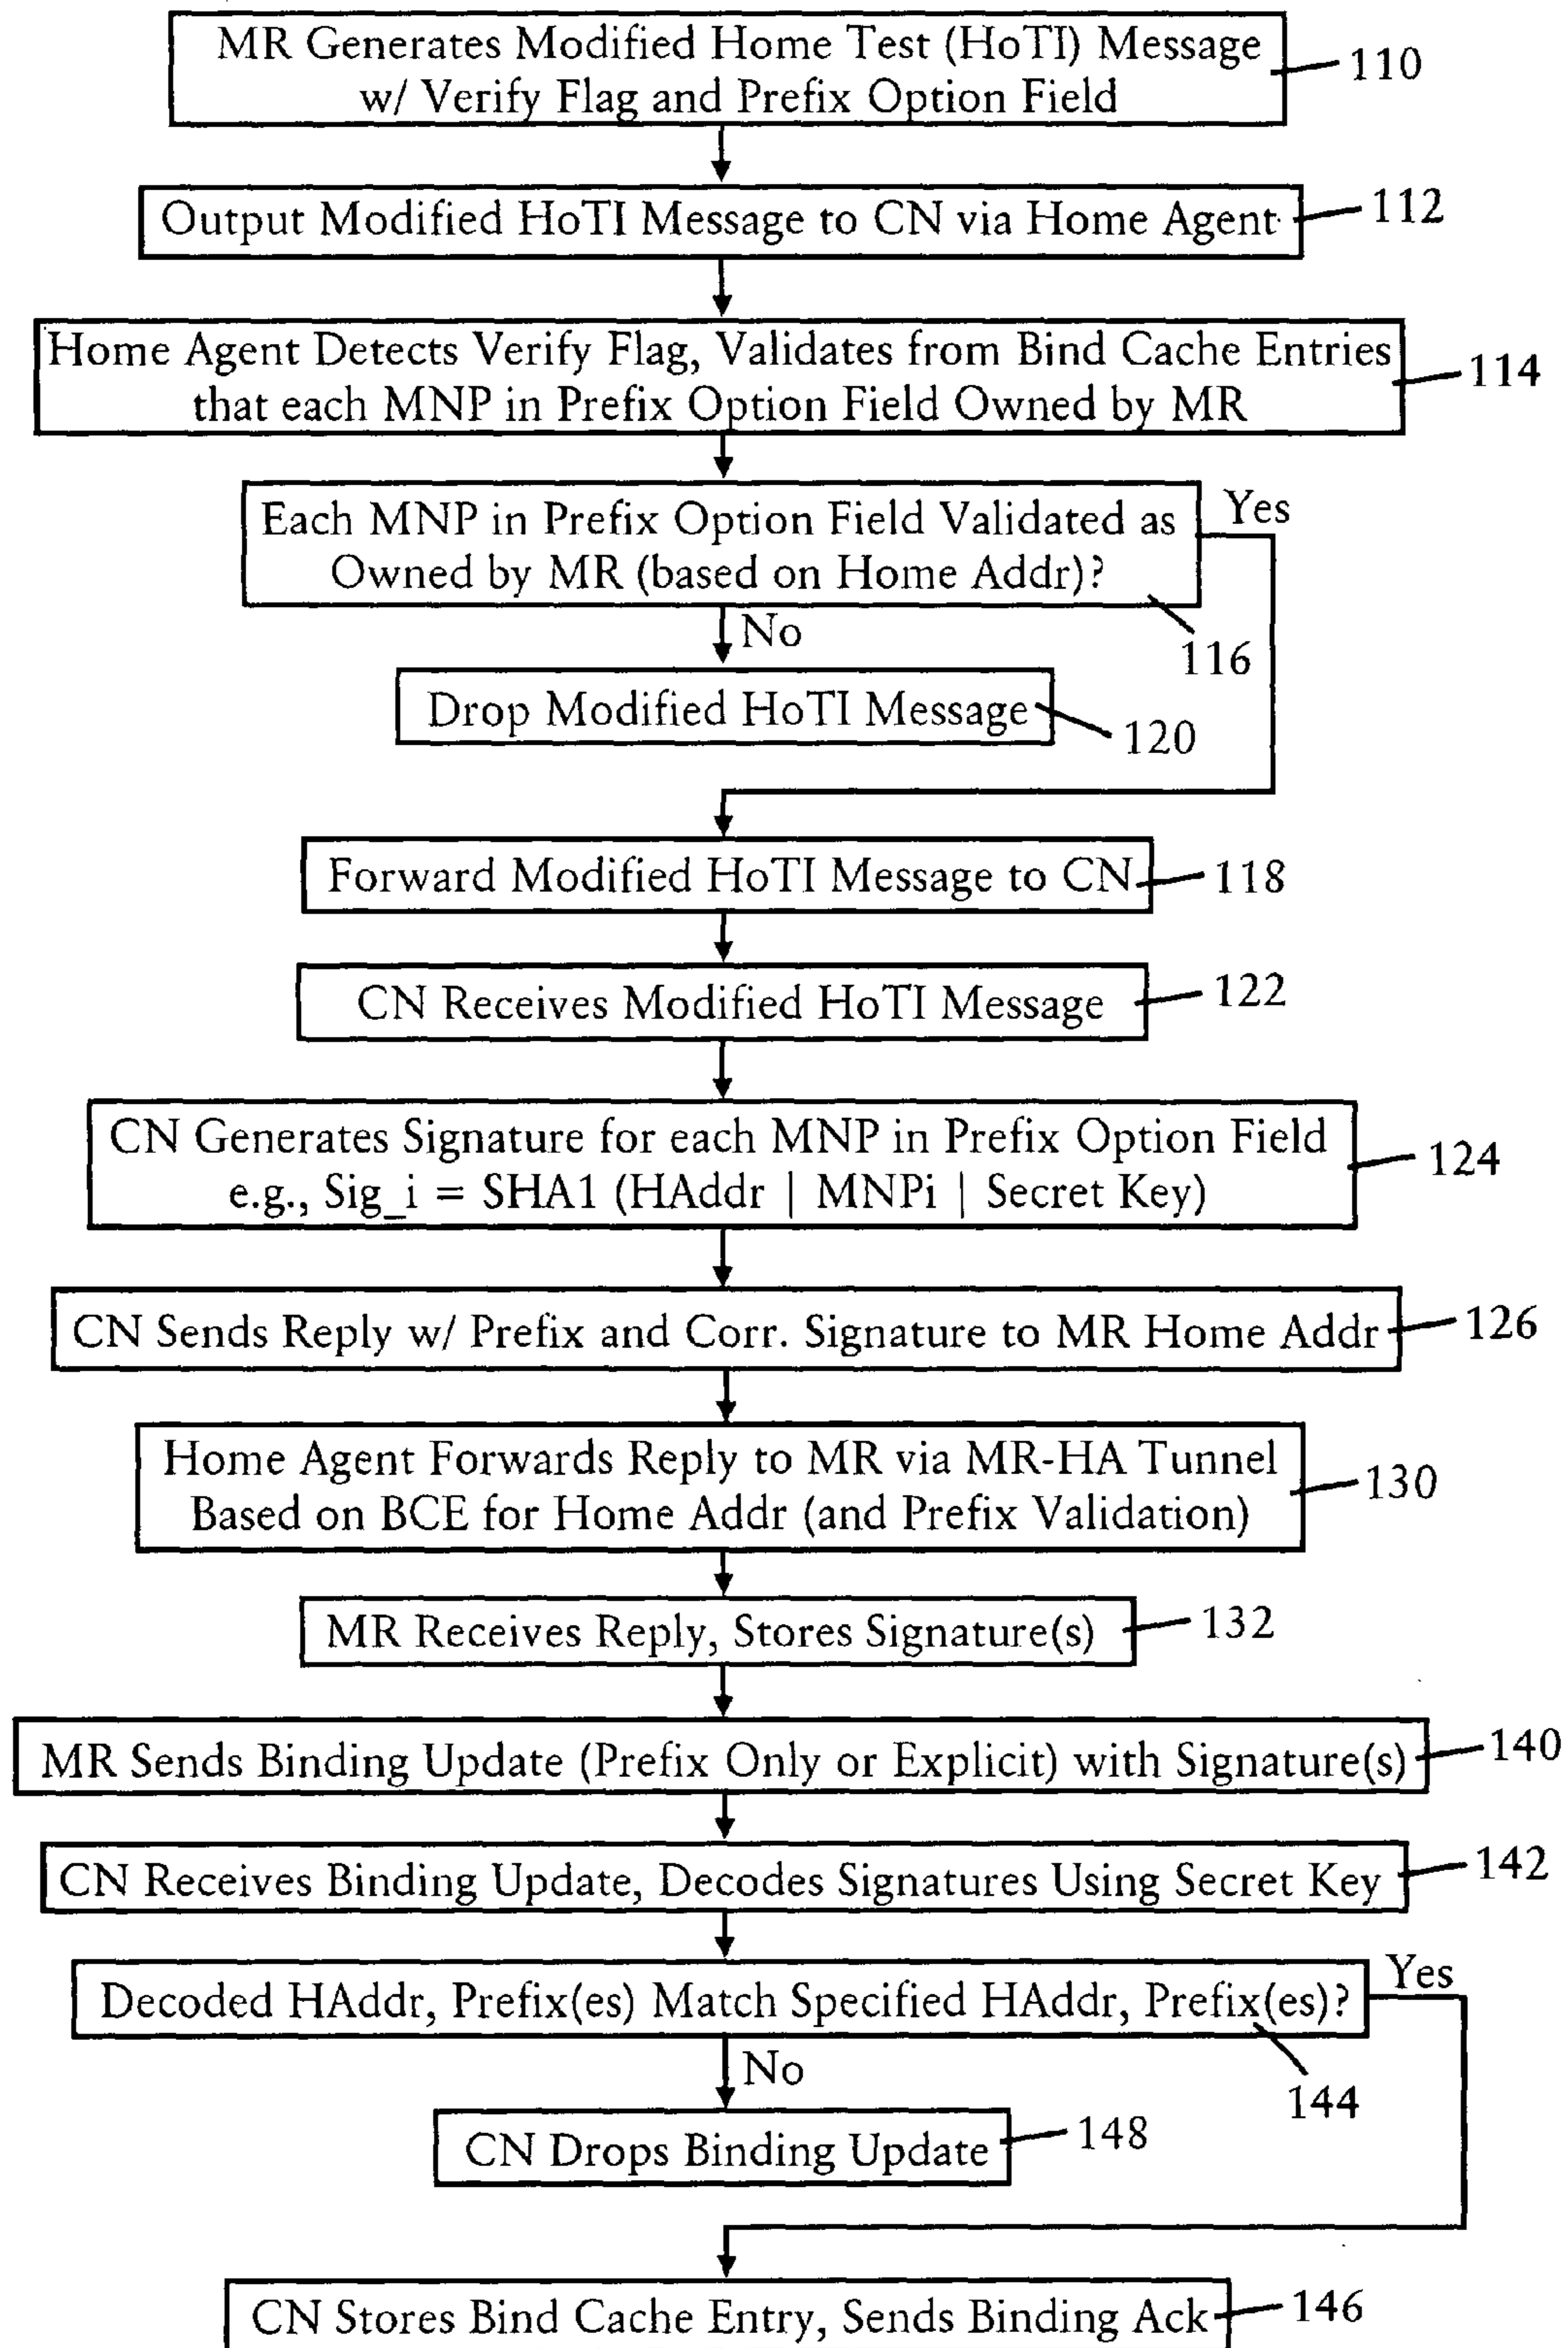 MR Generates Modified Home Test (HoTI) Message
w/ Verify Flag and Prefix Option Field
110
Output Modified HoTI Message to CN via Home Agent
112
Home Agent Detects Verify Flag, Validates from Bind Cache Entries
that each MNP in Prefix Option Field Owned by MR
114
Each MNP in Prefix Option Field Validated as
Owned by MR (based on Home Addr)?
Yes
No
116
Drop Modified HoTI Message
120
Forward Modified HoTI Message to CN
118
CN Receives Modified HoTI Message
122
CN Generates Signature for each MNP in Prefix Option Field
e.g., Sig_i = SHA1 (HAddr | MNPi | Secret Key)
124
CN Sends Reply w/ Prefix and Corr. Signature to MR Home Addr
126
Home Agent Forwards Reply to MR via MR-HA Tunnel
Based on BCE for Home Addr (and Prefix Validation)
130
MR Receives Reply, Stores Signature(s)
132
MR Sends Binding Update (Prefix Only or Explicit) with Signature(s)
140
CN Receives Binding Update, Decodes Signatures Using Secret Key
142
Decoded HAddr, Prefix(es) Match Specified HAddr, Prefix(es)?
Yes
No
144
CN Drops Binding Update
148
CN Stores Bind Cache Entry, Sends Binding Ack
146